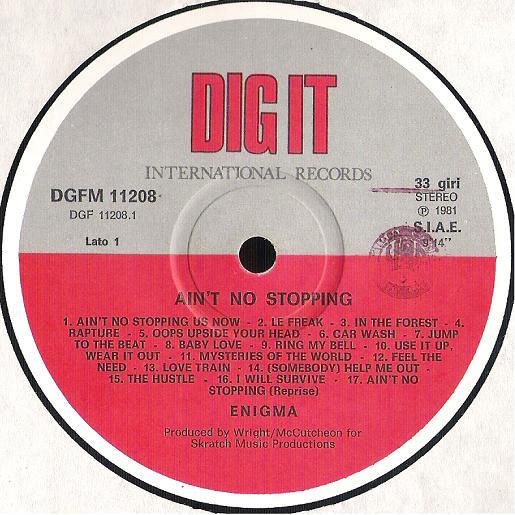 DIG IT
INTERNATIONAL RECORDS
DGFM 11208
DGF 11208.1
Lato 1
33 giri
STEREO
Ⓟ 1981
S.I.A.E.
9'14"
AIN'T NO STOPPING
1. AIN'T NO STOPPING US NOW - 2. LE FREAK - 3. IN THE FOREST - 4.
RAPTURE - 5. OOPS UPSIDE YOUR HEAD - 6. CAR WASH - 7. JUMP
TO THE BEAT - 8. BABY LOVE - 9. RING MY BELL - 10. USE IT UP,
WEAR IT OUT - 11. MYSTERIES OF THE WORLD - 12. FEEL THE
NEED - 13. LOVE TRAIN - 14. (SOMEBODY) HELP ME OUT -
15. THE HUSTLE - 16. I WILL SURVIVE - 17. AIN'T NO
STOPPING (Reprise)
ENIGMA
Produced by Wright/McCutcheon for
Skratch Music Productions